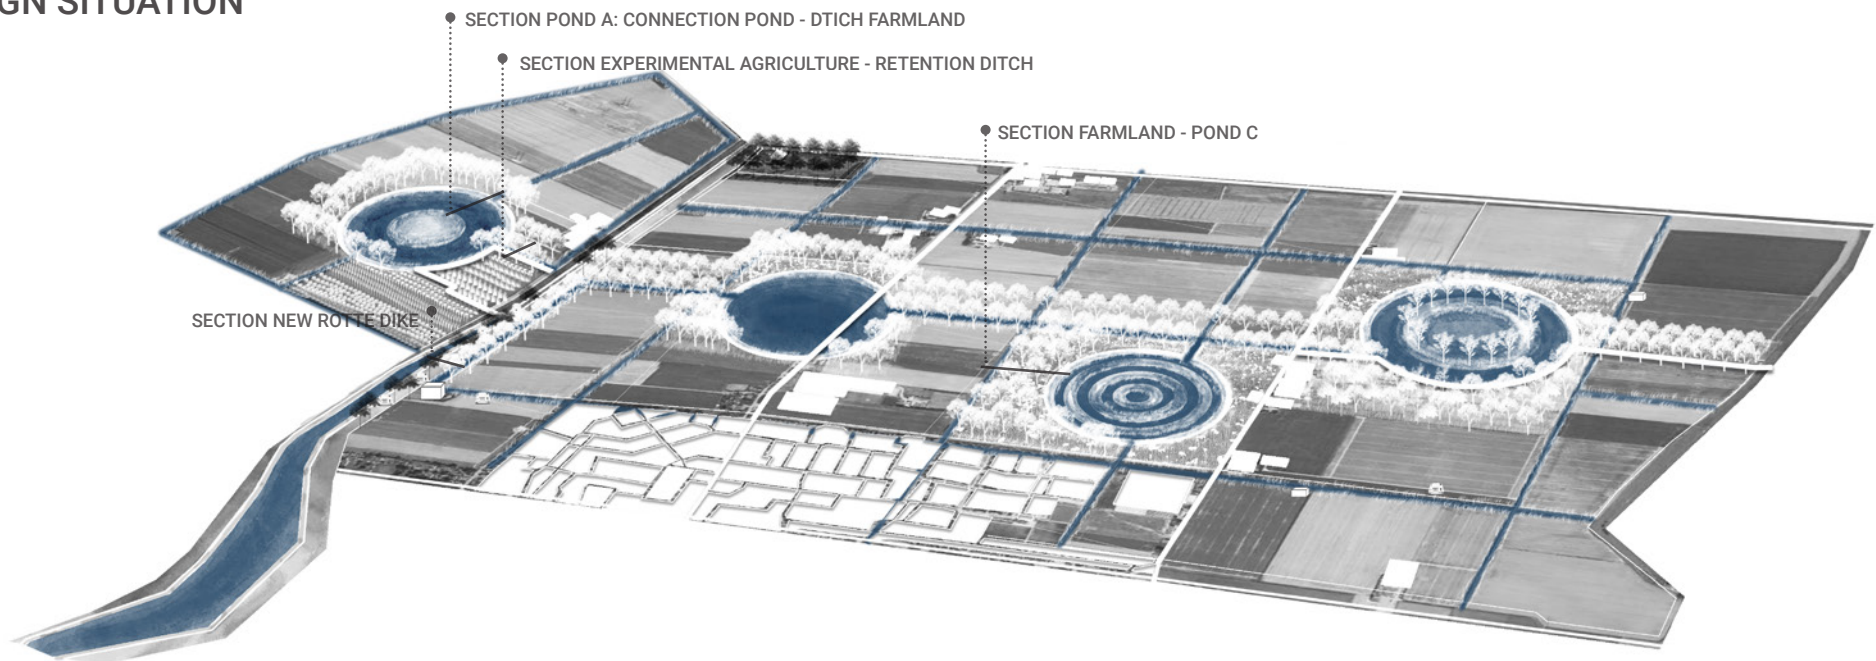 GN SITUATION
SECTION POND A: CONNECTION POND - DTICH FARMLAND
SECTION EXPERIMENTAL AGRICULTURE - RETENTION DITCH
SECTION FARMLAND - POND C
SECTION NEW ROTTE DIKE